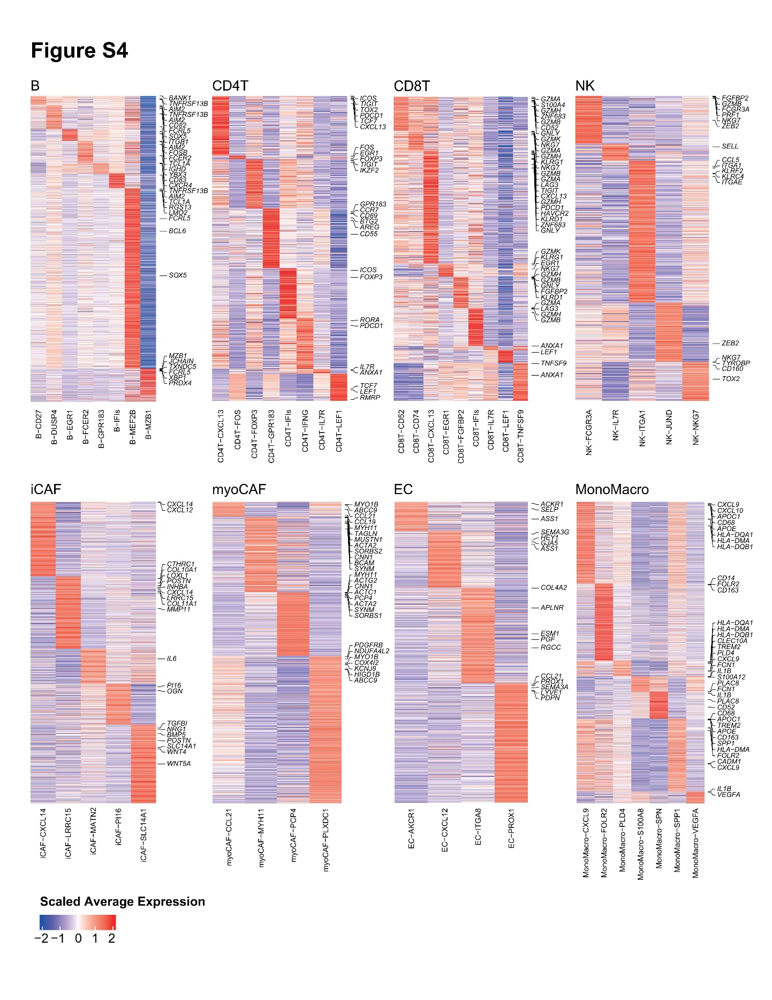 Figure S4
B
BANK1
TNFRSF13B
AIM2
TNFRSF13B
AIM2
CD82
FCRL5
SOX5
ITGB1
AIM2
FOSB
FCER2
TCL1A
IGHD
YBX3
CD83
CXCR4
TNFRSF13B
AIM2
TCL1A
RGS13
LMO2
FCRL5
BCL6
SOX5
MZB1
JCHAIN
TXNDC5
FCRL5
XBP1
PRDX4
B−CD27
B−DUSP4
B−EGR1
B−FCER2
B−GPR183
B−IFIs
B−MEF2B
B−MZB1
CD4T
ICOS
TIGIT
TOX2
PDCD1
TCF7
CXCL13
FOS
EGR1
FOXP3
TIGIT
IKZF2
GPR183
CCR7
CD69
BTG2
AREG
CD55
ICOS
FOXP3
RORA
PDCD1
IL7R
ANXA1
TCF7
LEF1
RMRP
CD4T−CXCL13
CD4T−FOS
CD4T−FOXP3
CD4T−GPR183
CD4T−IFIs
CD4T−IFNG
CD4T−IL7R
CD4T−LEF1
CD8T
GZMA
S100A4
GZMH
ZNF683
GZMB
CD52
GNLY
GZMK
NKG7
GZMA
GZMH
KLRG1
NKG7
GZMB
GZMA
LAG3
TIGIT
CXCL13
GZMH
PDCD1
HAVCR2
KLRD1
ZNF683
GNLY
GZMK
KLRG1
EGR1
NKG7
GZMH
GZMB
GNLY
FGFBP2
KLRD1
GZMA
LAG3
GZMH
GZMB
ANXA1
LEF1
TNFSF9
ANXA1
CD8T−CD52
CD8T−CD74
CD8T−CXCL13
CD8T−EGR1
CD8T−FGFBP2
CD8T−IFIs
CD8T−IL7R
CD8T−LEF1
CD8T−TNFSF9
NK
FGFBP2
GZMB
FCGR3A
PRF1
NKG7
ZEB2
SELL
CCL5
ITGA1
KLRF2
KLRC4
ITGAE
ZEB2
NKG7
TYROBP
CD160
TOX2
NK−FCGR3A
NK−IL7R
NK−ITGA1
NK−JUND
NK−NKG7
iCAF
CXCL14
CXCL12
CTHRC1
COL10A1
LOXL1
POSTN
INHBA
CXCL14
LRRC15
COL11A1
MMP11
IL6
PI16
OGN
TGFBI
NRG1
BMP5
POSTN
SLC14A1
WNT4
WNT5A
iCAF−CXCL14
iCAF−LRRC15
iCAF−MATN2
iCAF−PI16
iCAF−SLC14A1
myoCAF
MYO1B
ABCC9
CCL21
CCL19
MYH11
TAGLN
MUSTN1
ACTA2
SORBS2
CNN1
BCAM
SYNM
MYH11
ACTG2
CNN1
ACTC1
PCP4
ACTA2
SYNM
SORBS1
PDGFRB
NDUFA4L2
MYO1B
COX4I2
KCNJ8
HIGD1B
ABCC9
myoCAF−CCL21
myoCAF−MYH11
myoCAF−PCP4
myoCAF−PLXDC1
EC
ACKR1
SELP
ASS1
SEMA3G
HEY1
GJA5
ASS1
COL4A2
APLNR
ESM1
PGF
RGCC
CCL21
PROX1
SEMA3A
LYVE1
PDPN
EC−AKCR1
EC−CXCL12
EC−ITGA8
EC−PROX1
MonoMacro
CXCL9
CXCL10
APOC1
CD68
APOE
HLA−DQA1
HLA−DMA
HLA−DQB1
CD14
FOLR2
CD163
HLA−DQA1
HLA−DMA
HLA−DQB1
CLEC10A
TREM2
PLD4
CXCL9
FCN1
IL1B
S100A12
PLAC8
FCN1
IL1B
PLAC8
CD52
CD68
APOC1
TREM2
APOE
CD163
SPP1
HLA−DMA
FOLR2
CADM1
CXCL9
IL1B
VEGFA
MonoMacro−CXCL9
MonoMacro−FOLR2
MonoMacro−PLD4
MonoMacro−S100A8
MonoMacro−SPN
MonoMacro−SPP1
MonoMacro−VEGFA
Scaled Average Expression
−2 −1 0 1 2